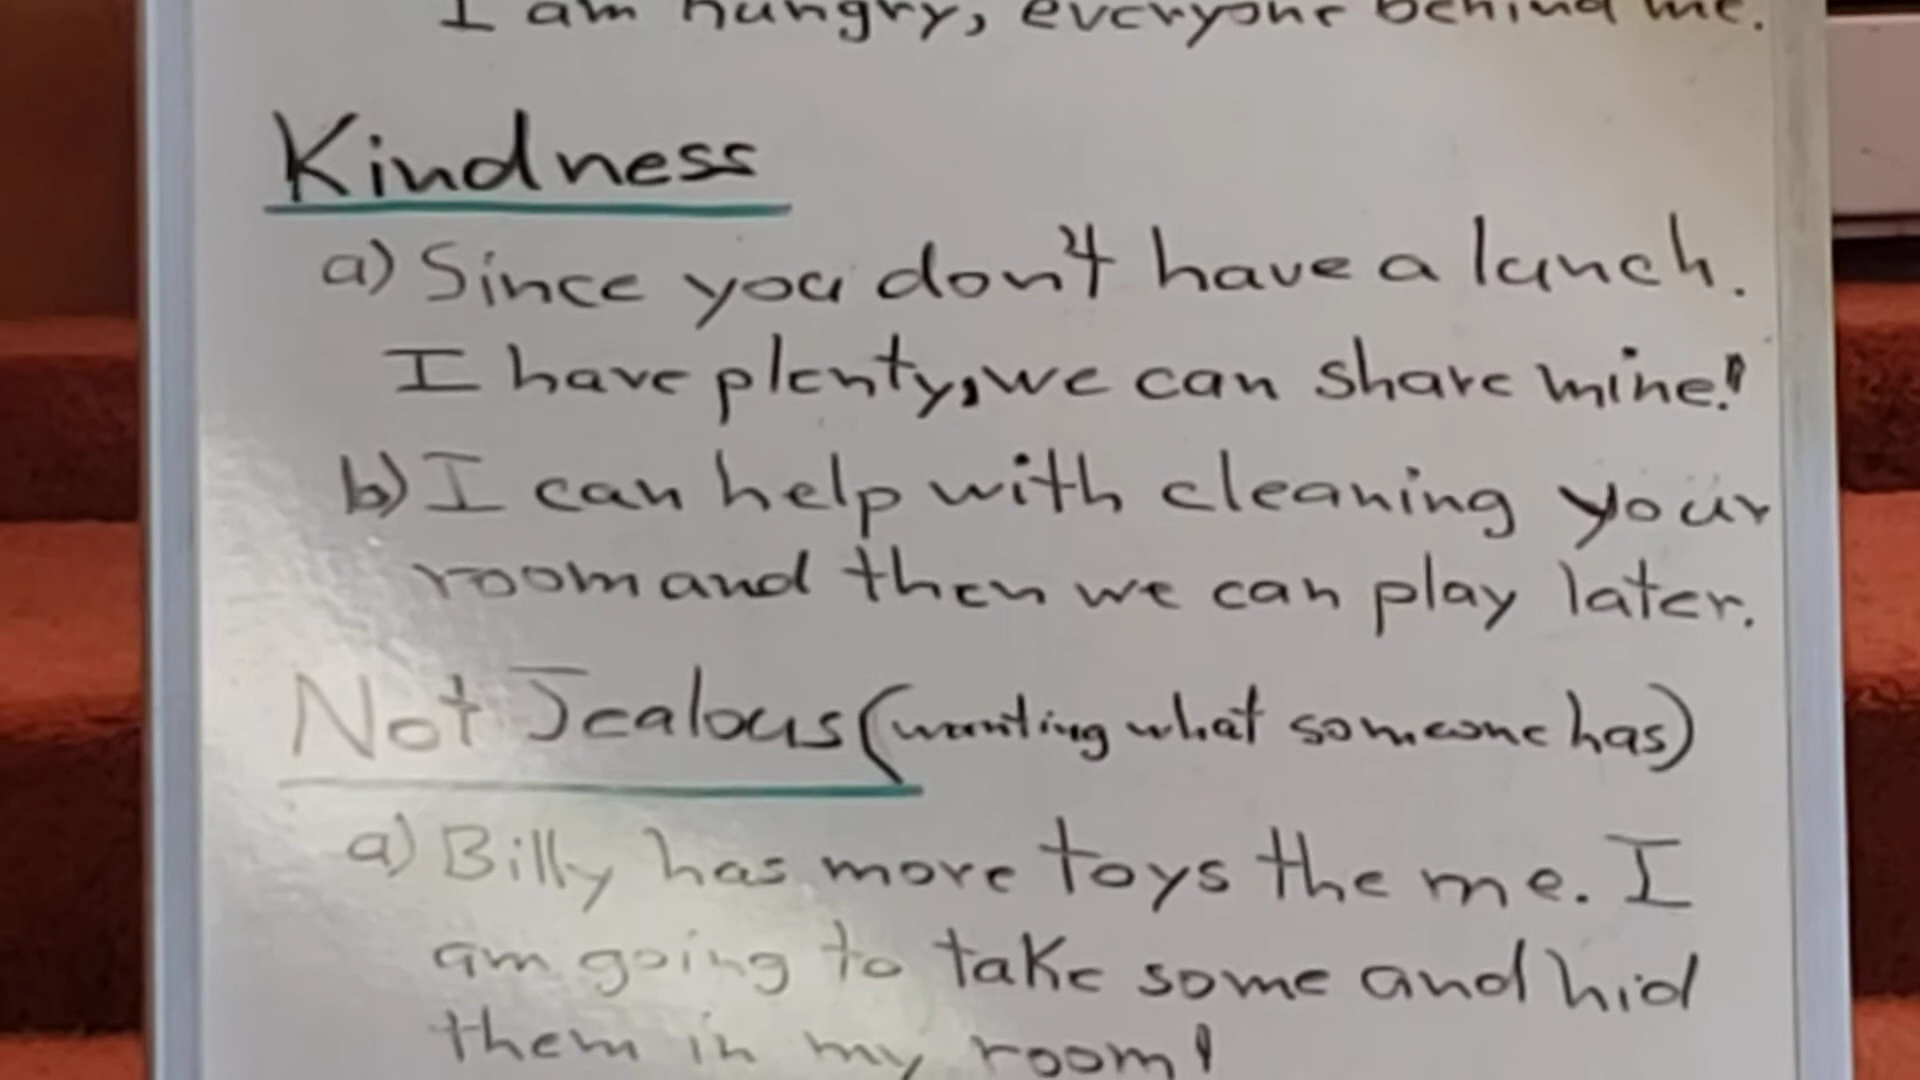 I am hungry, everyone behind me.
Kindness
a) Since you don't have a lunch.
I have plenty, we can share mine!
b) I can help with cleaning your
room and then we can play later.
Not Jealous (wanting what someone has)
a) Billy has more toys the me. I
am going to take some and hid
them in my room!